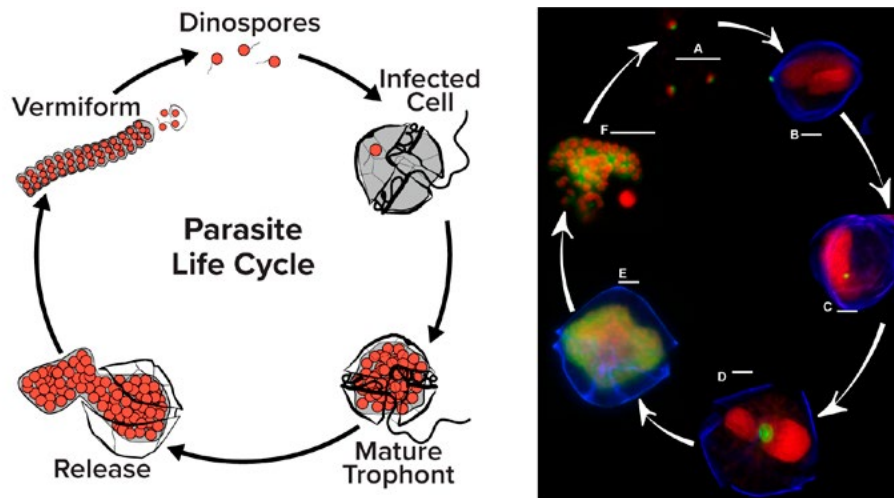 Dinospores
Infected
Cell
Vermiform
Parasite
Life Cycle
Mature
Trophont
Release
A
B
C
D
E
F